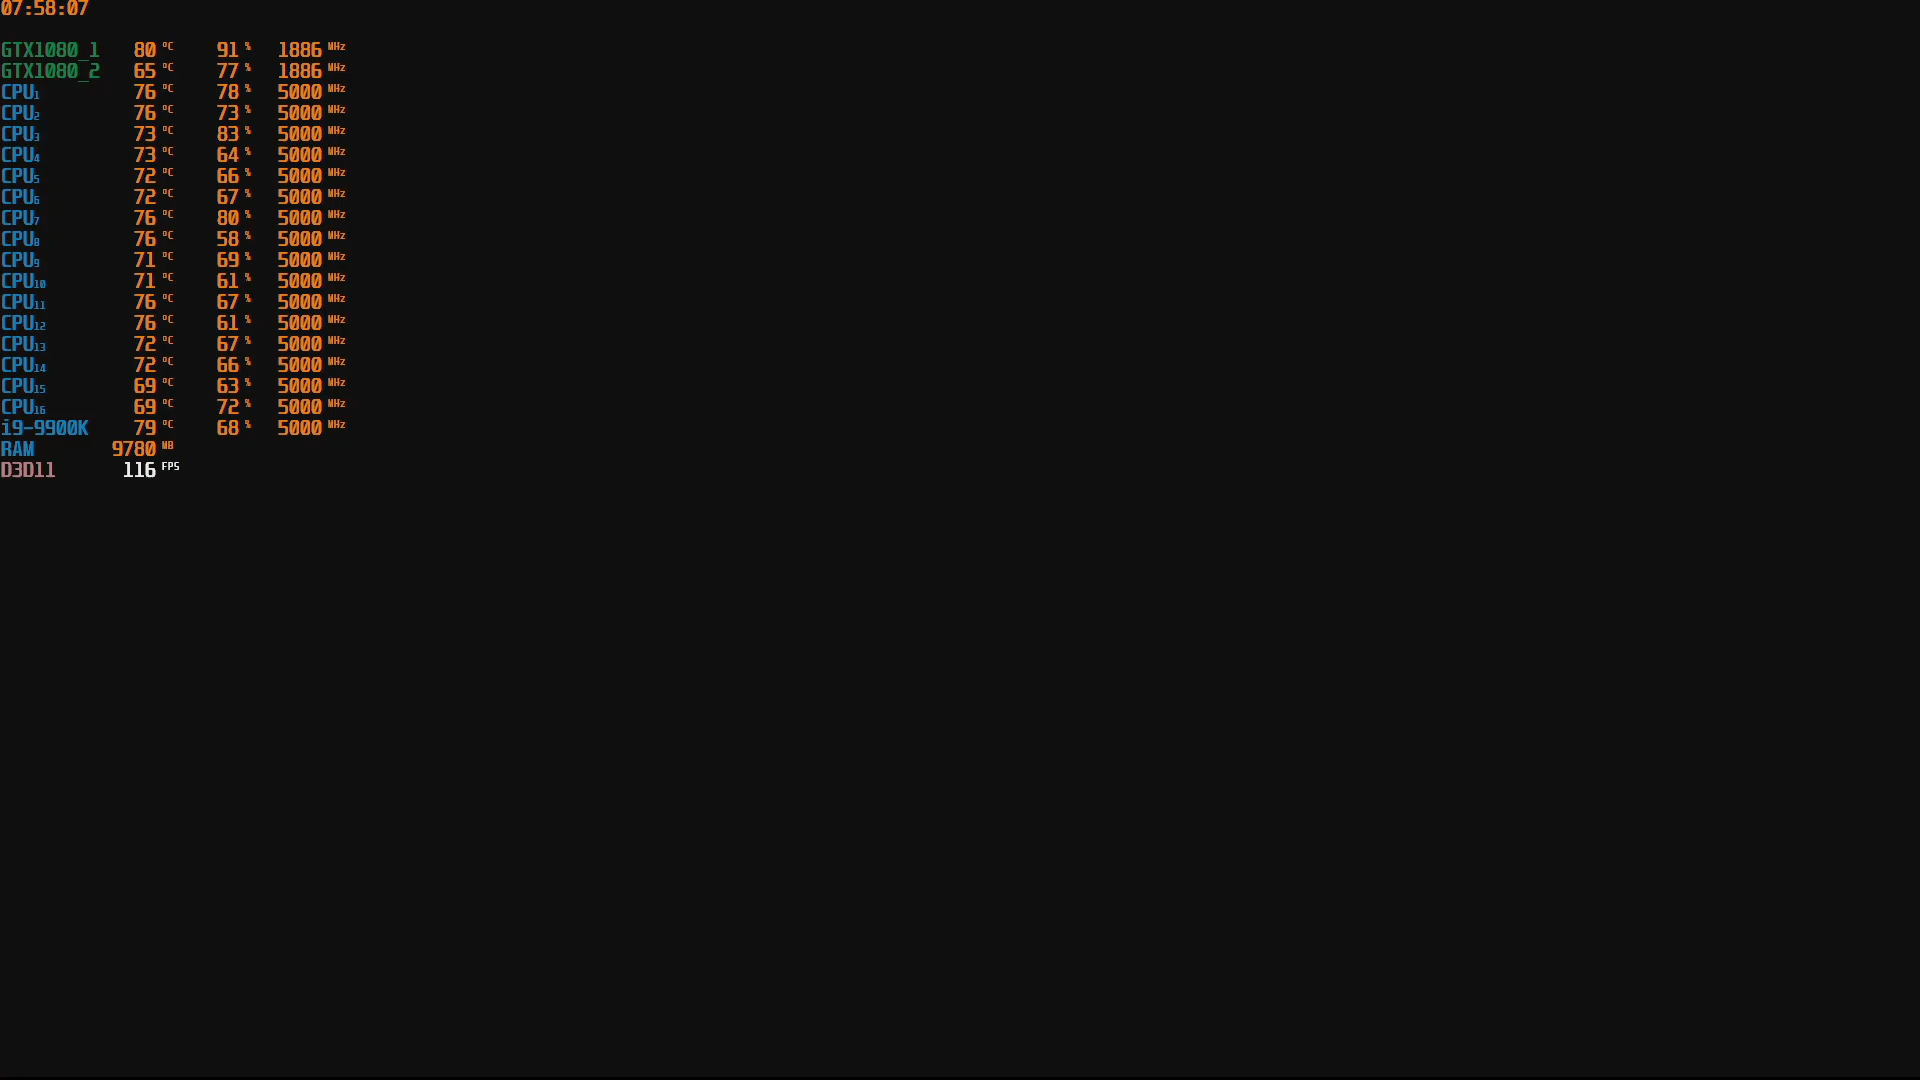 07:58:07
GTX1080_1 80 °C 91 % 1886 MHz
GTX1080_2 65 °C 77 % 1886 MHz
CPU1 76 °C 78 % 5000 MHz
CPU2 76 °C 73 % 5000 MHz
CPU3 73 °C 83 % 5000 MHz
CPU4 73 °C 64 % 5000 MHz
CPU5 72 °C 66 % 5000 MHz
CPU6 72 °C 67 % 5000 MHz
CPU7 76 °C 80 % 5000 MHz
CPU8 76 °C 58 % 5000 MHz
CPU9 71 °C 69 % 5000 MHz
CPU10 71 °C 61 % 5000 MHz
CPU11 76 °C 67 % 5000 MHz
CPU12 76 °C 61 % 5000 MHz
CPU13 72 °C 67 % 5000 MHz
CPU14 72 °C 66 % 5000 MHz
CPU15 69 °C 63 % 5000 MHz
CPU16 69 °C 72 % 5000 MHz
i9-9900K 79 °C 68 % 5000 MHz
RAM 9780 MB
D3D11 116 FPS